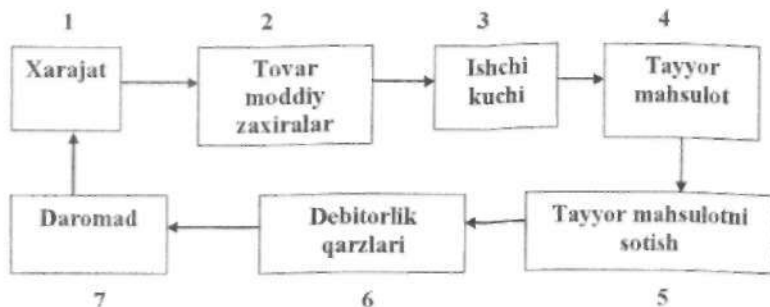 1
2
3
4
Xarajat
Tovar
moddiy
zaxiralar
Ishchi
kuchi
Tayyor
mahsulot
Daromad
Debitorlik
qarzlari
Tayyor mahsulotni
sotish
7
6
5